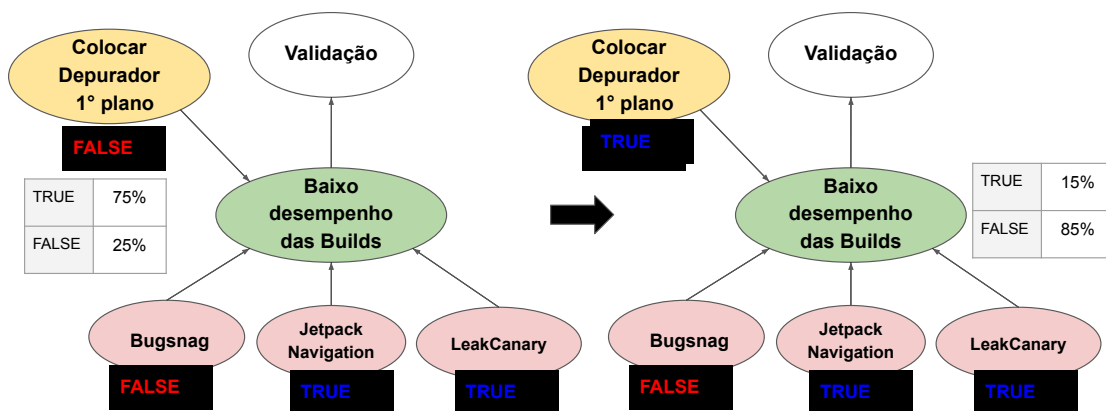 Colocar
Depurador
1° plano
Validação
FALSE
TRUE 75%
FALSE 25%
Baixo
desempenho
das Builds
Bugsnag
Jetpack
Navigation
LeakCanary
FALSE
TRUE
TRUE
Colocar
Depurador
1° plano
Validação
TRUE
Baixo
desempenho
das Builds
TRUE 15%
FALSE 85%
Bugsnag
Jetpack
Navigation
LeakCanary
FALSE
TRUE
TRUE